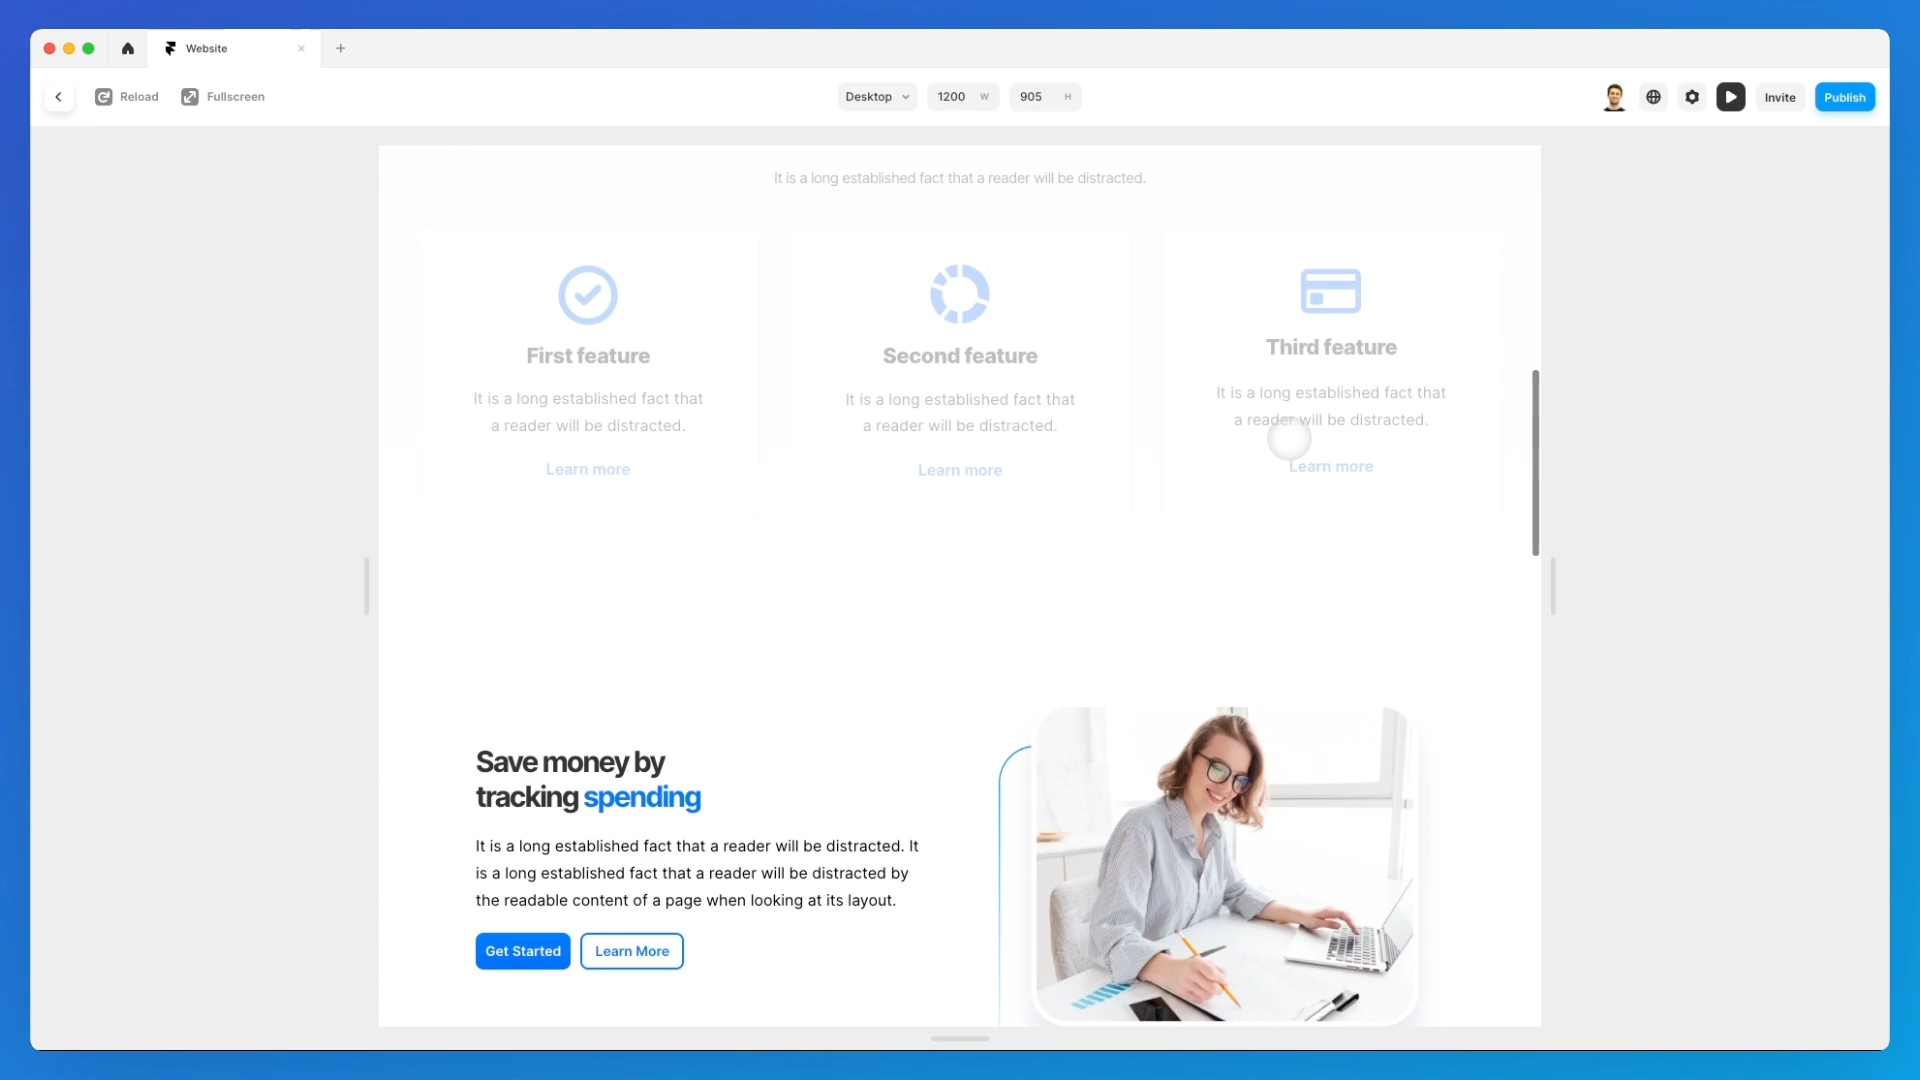 Website
Reload
Fullscreen
Desktop
1200 W
905 H
Invite
Publish
It is a long established fact that a reader will be distracted.
First feature
It is a long established fact that
a reader will be distracted.
Learn more
Second feature
It is a long established fact that
a reader will be distracted.
Learn more
Third feature
It is a long established fact that
a reader will be distracted.
Learn more
Save money by
tracking spending
It is a long established fact that a reader will be distracted. It
is a long established fact that a reader will be distracted by
the readable content of a page when looking at its layout.
Get Started
Learn More